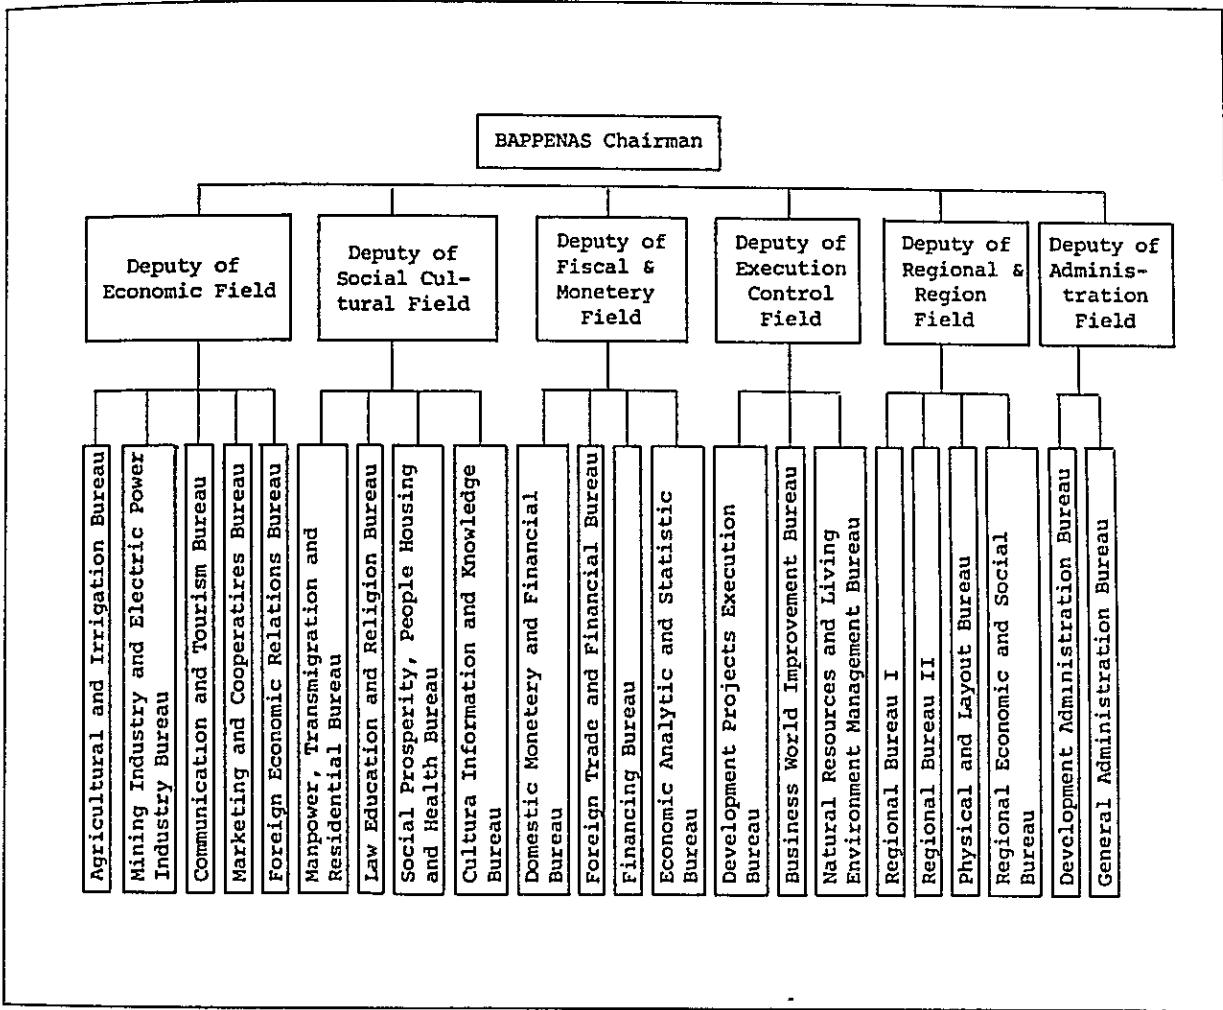 BAPPENAS Chairman
Deputy of
Economic Field
Deputy of
Social Cul-
tural Field
Deputy of
Fiscal &
Monetery
Field
Deputy of
Execution
Control
Field
Deputy of
Regional &
Region
Field
Deputy of
Adminis-
tration
Field
Agricultural and Irrigation Bureau
Mining Industry and Electric Power
Industry Bureau
Communication and Tourism Bureau
Marketing and Cooperatires Bureau
Foreign Economic Relations Bureau
Manpower, Transmigration and
Residential Bureau
Law Education and Religion Bureau
Social Prosperity, People Housing
and Health Bureau
Cultura Information and Knowledge
Bureau
Domestic Monetery and Financial
Bureau
Foreign Trade and Financial Bureau
Financing Bureau
Economic Analytic and Statistic
Bureau
Development Projects Execution
Bureau
Business World Improvement Bureau
Natural Resources and Living
Environment Management Bureau
Regional Bureau I
Regional Bureau II
Physical and Layout Bureau
Regional Economic and Social
Bureau
Development Administration Bureau
General Administration Bureau